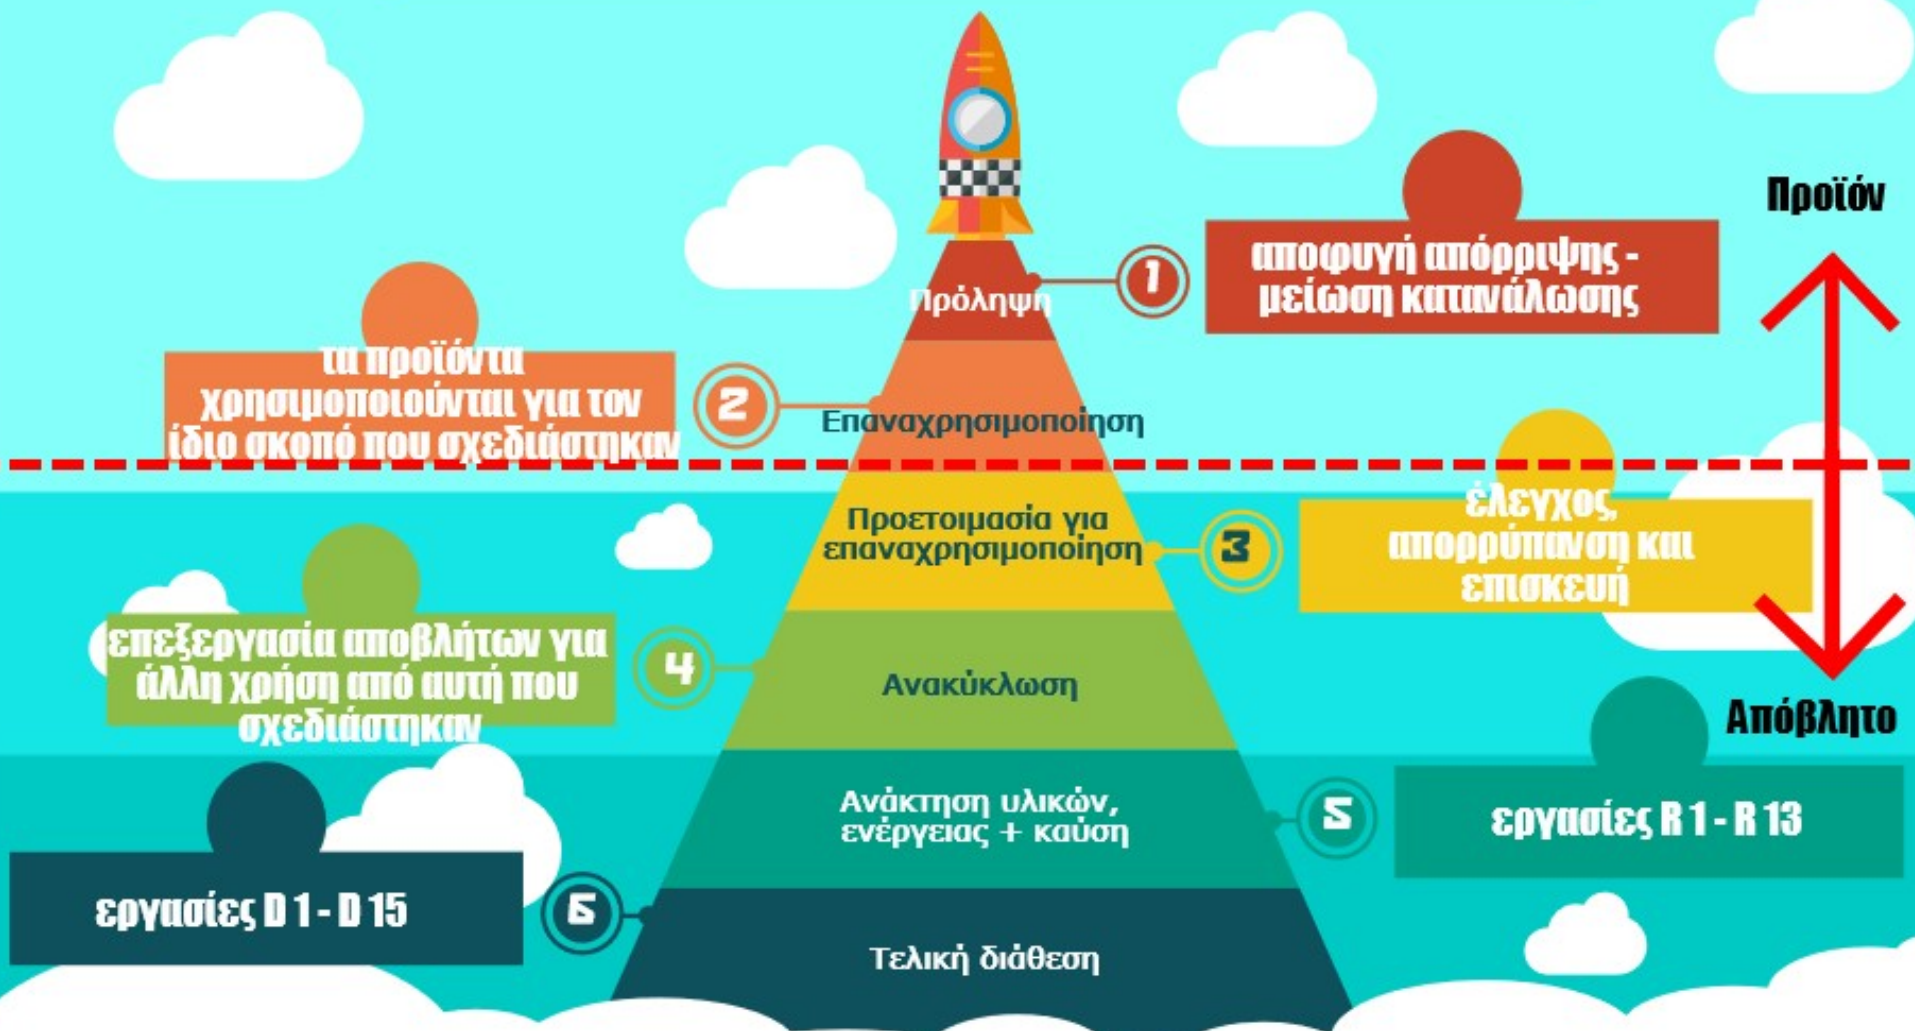 Προϊόν
Πρόληψη
1
αποφυγή απόρριψης -
μείωση κατανάλωσης
τα προϊόντα
χρησιμοποιούνται για τον
ίδιο σκοπό που σχεδιάστηκαν
2
Επαναχρησιμοποίηση
Προετοιμασία για
επαναχρησιμοποίηση
3
έλεγχος,
απορρύπανση και
επισκευή
επεξεργασία αποβλήτων για
άλλη χρήση από αυτή που
σχεδιάστηκαν
4
Ανακύκλωση
Απόβλητο
Ανάκτηση υλικών,
ενέργειας + καύση
5
εργασίες R 1 - R 13
εργασίες D 1 - D 15
6
Τελική διάθεση